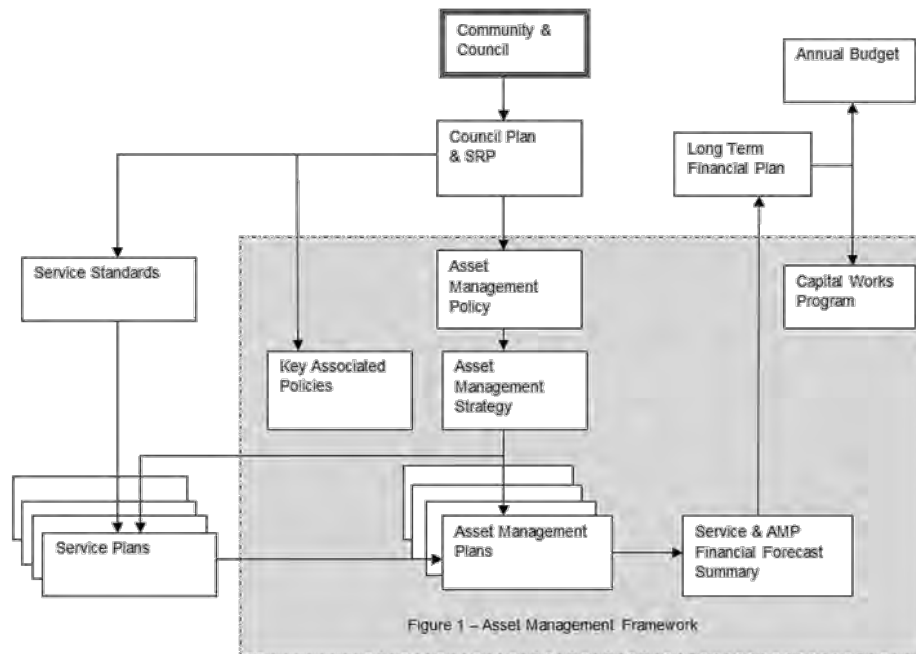 Community &
Council
Annual Budget
Council Plan
& SRP
Long Term
Financial Plan
Service Standards
Asset
Management
Policy
Capital Works
Program
Key Associated
Policies
Asset
Management
Strategy
Service Plans
Asset Management
Plans
Service & AMP
Financial Forecast
Summary
Figure 1 – Asset Management Framework